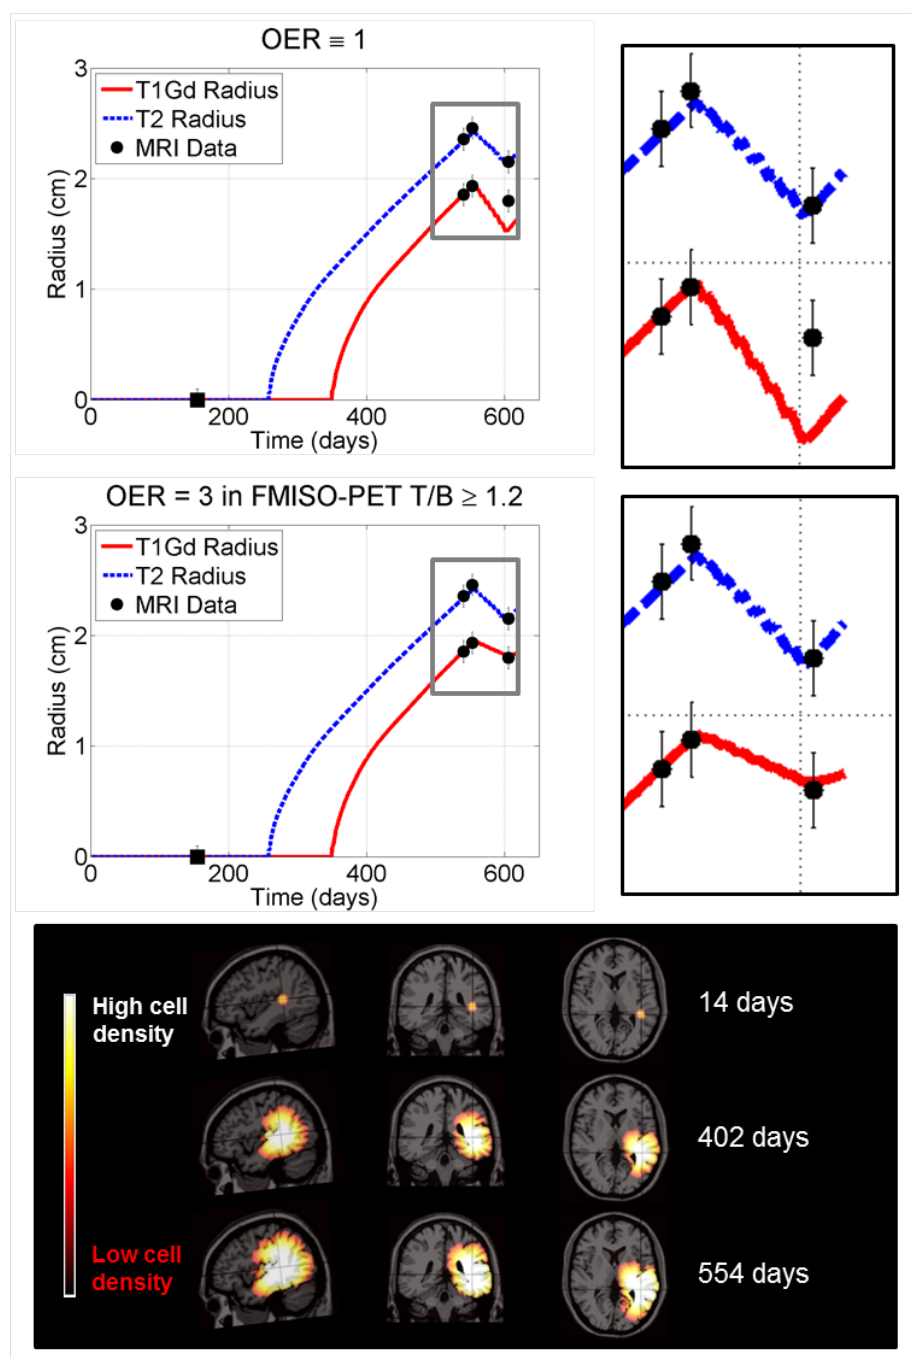 OER ≡ 1
3
2
1
0
Radius (cm)
T1Gd Radius
T2 Radius
MRI Data
0
200
400
600
Time (days)
OER = 3 in FMISO-PET T/B ≥ 1.2
3
2
1
0
Radius (cm)
T1Gd Radius
T2 Radius
MRI Data
0
200
400
600
Time (days)
High cell
density
Low cell
density
14 days
402 days
554 days